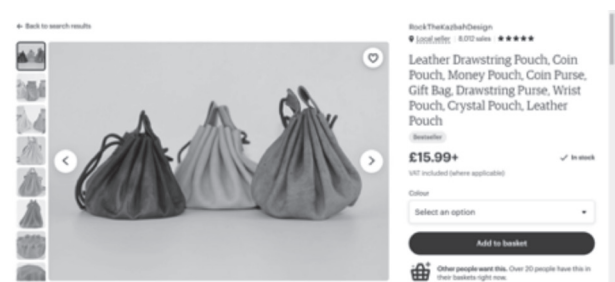 ← Back to search results
RockTheKazbahDesign
Local seller | 8,012 sales | ★★★★★
Leather Drawstring Pouch, Coin
Pouch, Money Pouch, Coin Purse,
Gift Bag, Drawstring Purse, Wrist
Pouch, Crystal Pouch, Leather
Pouch
Bestseller
£15.99+
✓ In stock
VAT included (where applicable)
Colour
Select an option
Add to basket
Other people want this. Over 20 people have this in
their baskets right now.